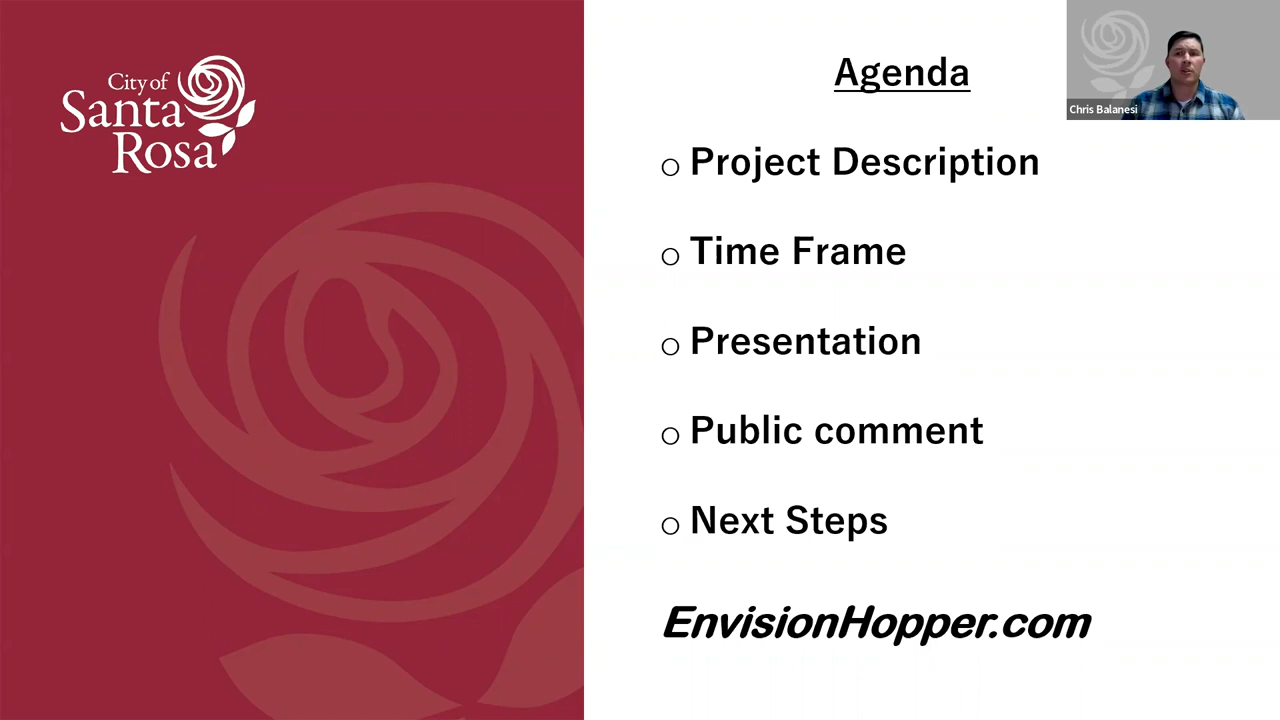 City of
Santa
Rosa
Agenda
Chris Balanesi
o Project Description
o Time Frame
o Presentation
o Public comment
o Next Steps
EnvisionHopper.com